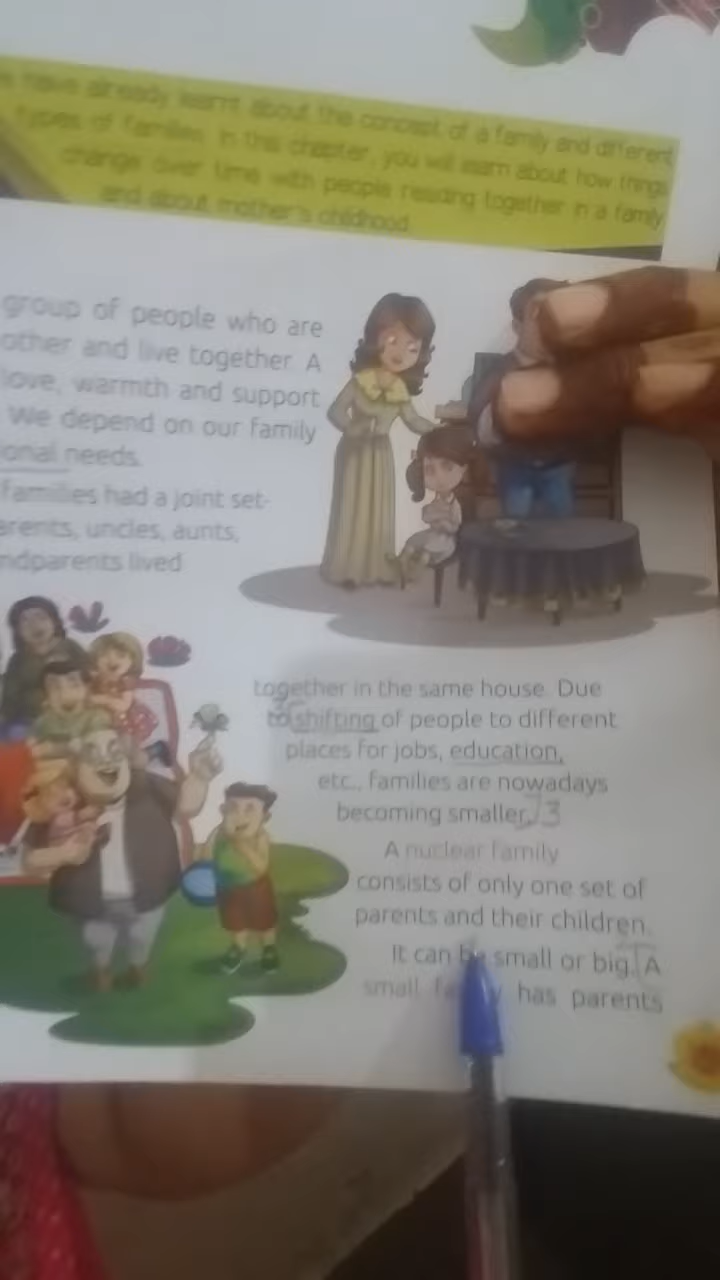 have already learnt about the concept of a family and different
types of families. In this chapter, you will learn about how things
change over time with people residing together in a family
and about mother's childhood.
group of people who are
other and live together. A
love, warmth and support
We depend on our family
onal needs.
families had a joint set-
arents, uncles, aunts,
ndparents lived
together in the same house. Due
to shifting of people to different
places for jobs, education,
etc., families are nowadays
becoming smaller. 3
A nuclear family
consists of only one set of
parents and their children.
It can be small or big. A
small has parents